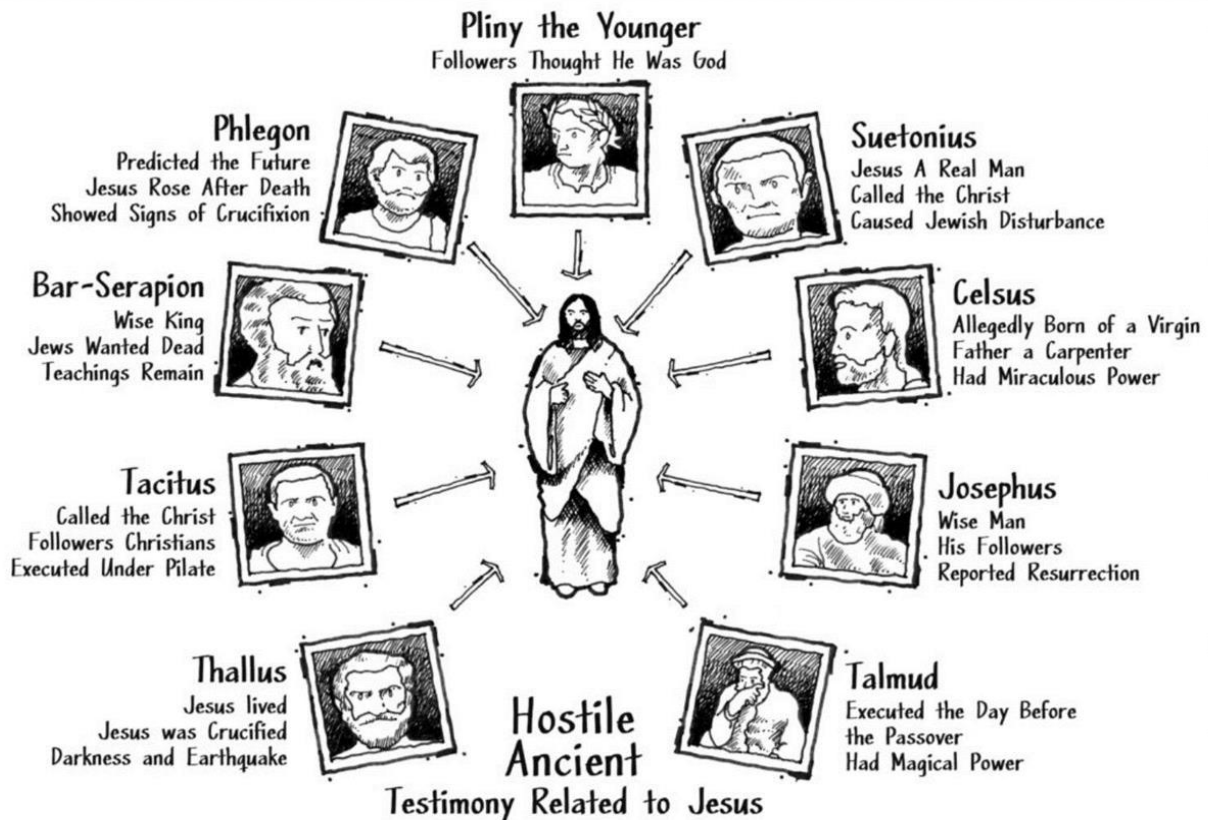 Pliny the Younger
Followers Thought He Was God
Phlegon
Predicted the Future
Jesus Rose After Death
Showed Signs of Crucifixion
Suetonius
Jesus A Real Man
Called the Christ
Caused Jewish Disturbance
Bar-Serapion
Wise King
Jews Wanted Dead
Teachings Remain
Celsus
Allegedly Born of a Virgin
Father a Carpenter
Had Miraculous Power
Tacitus
Called the Christ
Followers Christians
Executed Under Pilate
Josephus
Wise Man
His Followers
Reported Resurrection
Thallus
Jesus lived
Jesus was Crucified
Darkness and Earthquake
Talmud
Executed the Day Before
the Passover
Had Magical Power
Hostile
Ancient
Testimony Related to Jesus